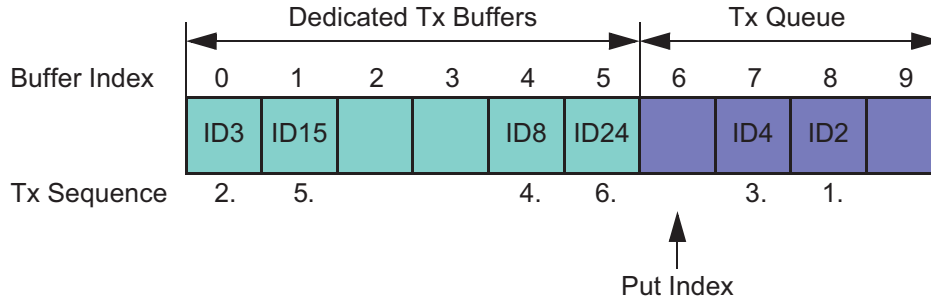 Dedicated Tx Buffers Tx Queue
Buffer Index 0 1 2 3 4 5 6 7 8 9
ID3 ID15 ID8 ID24 ID4 ID2
Tx Sequence 2. 5. 4. 6. 3. 1.
Put Index